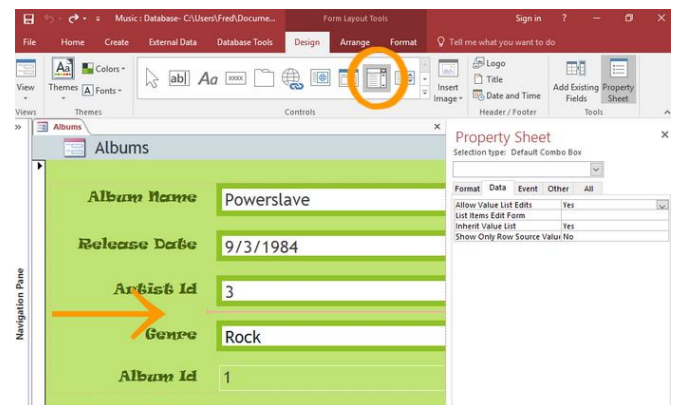 Music : Database- C:\Users\Fred\Docume...
Form Layout Tools
Sign in ?
File Home Create External Data Database Tools Design Arrange Format Tell me what you want to do
View
Views
Aa
Themes
Colors
A Fonts
Themes
ab| Aa xxxx
Controls
Insert Image
Logo
Title
Date and Time
Header / Footer
Add Existing Fields
Property Sheet
Tools
Albums
Albums
Album Name Powerslave
Release Date 9/3/1984
Artist Id 3
Genre Rock
Album Id 1
Navigation Pane
Property Sheet
Selection type: Default Combo Box
Format Data Event Other All
Allow Value List Edits Yes
List Items Edit Form
Inherit Value List Yes
Show Only Row Source Value No